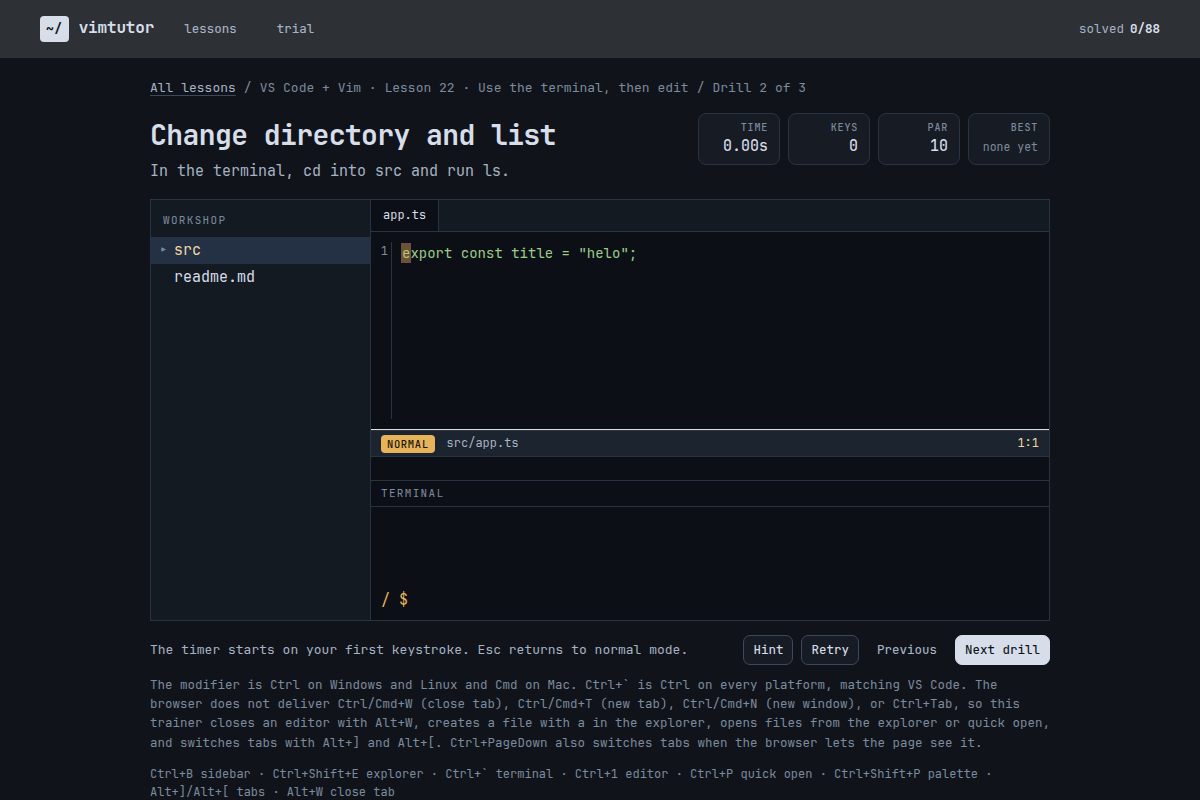 ~/ vimtutor lessons trial solved 0/88
All lessons / VS Code + Vim · Lesson 22 · Use the terminal, then edit / Drill 2 of 3
Change directory and list
In the terminal, cd into src and run ls.
TIME KEYS PAR BEST
0.00s 0 10 none yet
WORKSHOP
▸ src
readme.md
app.ts
1 export const title = "helo";
NORMAL src/app.ts 1:1
TERMINAL
/ $
The timer starts on your first keystroke. Esc returns to normal mode.
Hint Retry Previous Next drill
The modifier is Ctrl on Windows and Linux and Cmd on Mac. Ctrl+` is Ctrl on every platform, matching VS Code. The
browser does not deliver Ctrl/Cmd+W (close tab), Ctrl/Cmd+T (new tab), Ctrl/Cmd+N (new window), or Ctrl+Tab, so this
trainer closes an editor with Alt+W, creates a file with a in the explorer, opens files from the explorer or quick open,
and switches tabs with Alt+] and Alt+[. Ctrl+PageDown also switches tabs when the browser lets the page see it.
Ctrl+B sidebar · Ctrl+Shift+E explorer · Ctrl+` terminal · Ctrl+1 editor · Ctrl+P quick open · Ctrl+Shift+P palette ·
Alt+]/Alt+[ tabs · Alt+W close tab